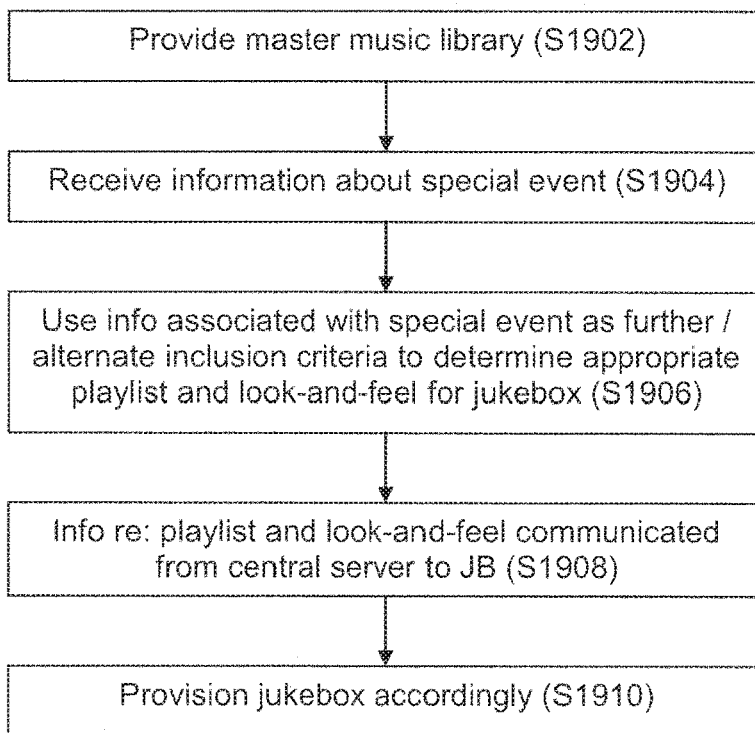 Provide master music library (S1902)
Receive information about special event (S1904)
Use info associated with special event as further /
alternate inclusion criteria to determine appropriate
playlist and look-and-feel for jukebox (S1906)
Info re: playlist and look-and-feel communicated
from central server to JB (S1908)
Provision jukebox accordingly (S1910)